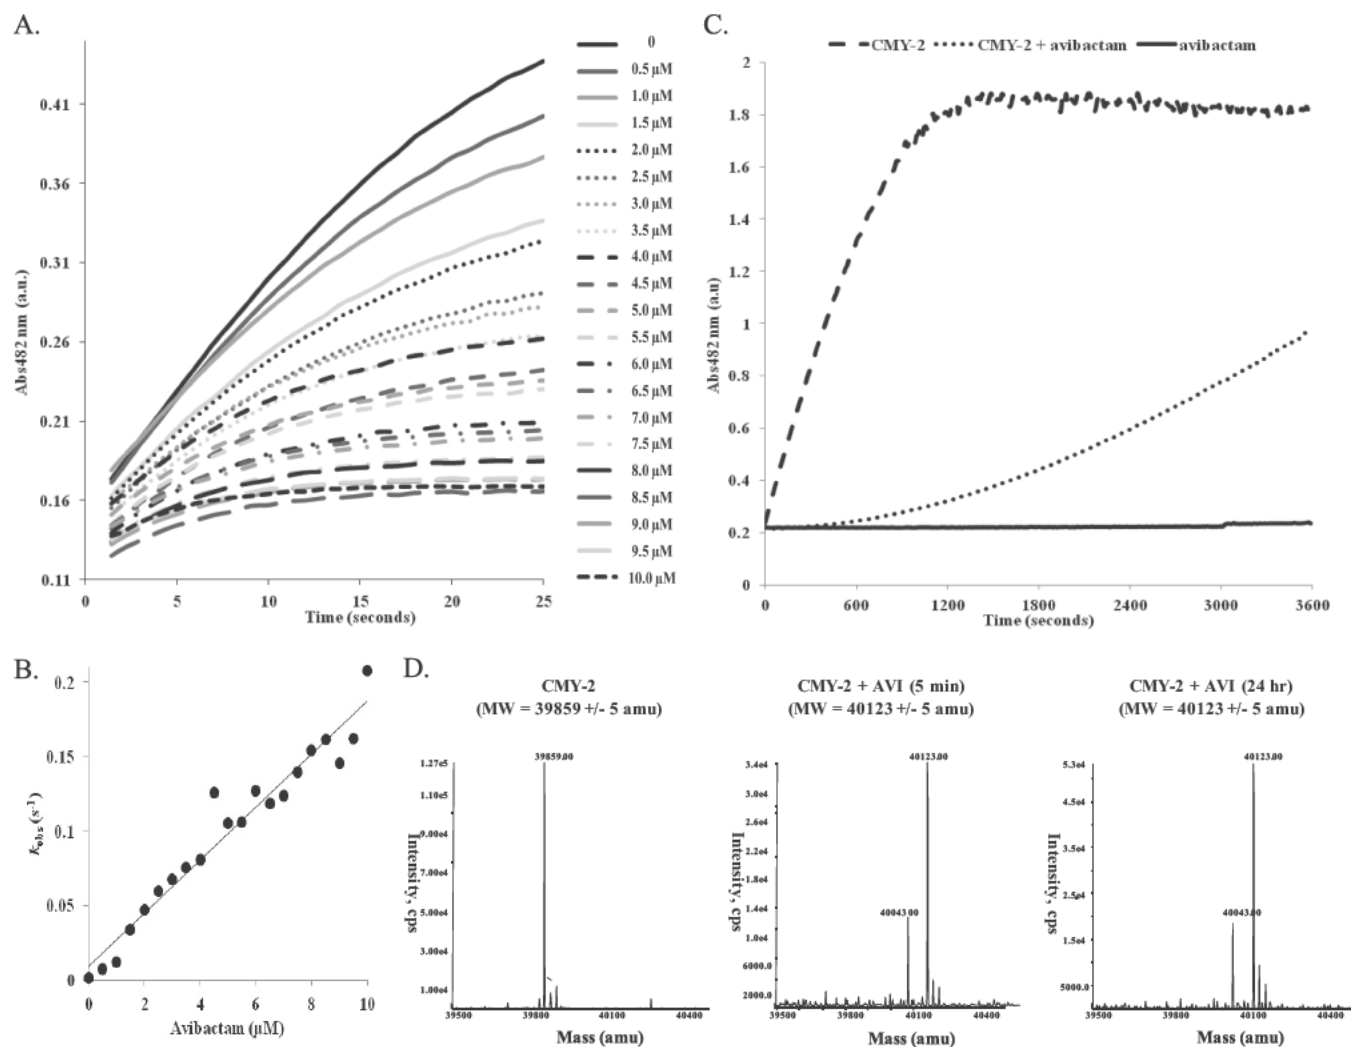 A.
0
0.5 µM
1.0 µM
1.5 µM
2.0 µM
2.5 µM
3.0 µM
3.5 µM
4.0 µM
4.5 µM
5.0 µM
5.5 µM
6.0 µM
6.5 µM
7.0 µM
7.5 µM
8.0 µM
8.5 µM
9.0 µM
9.5 µM
10.0 µM
Abs482 nm (a.u.)
0.41
0.36
0.31
0.26
0.21
0.16
0.11
0 5 10 15 20 25
Time (seconds)
C.
CMY-2 CMY-2 + avibactam avibactam
Abs482 nm (a.u)
2
1.8
1.6
1.4
1.2
1
0.8
0.6
0.4
0.2
0
0 600 1200 1800 2400 3000 3600
Time (seconds)
B.
kobs (s-1)
0.2
0.15
0.1
0.05
0
0 2 4 6 8 10
Avibactam (µM)
D.
CMY-2
(MW = 39859 +/- 5 amu)
39859.00
Intensity, cps
1.27e5
1.10e5
9.00e4
7.00e4
5.00e4
3.00e4
1.00e4
39500 39800 40100 40400
Mass (amu)
CMY-2 + AVI (5 min)
(MW = 40123 +/- 5 amu)
40123.00
40043.00
Intensity, cps
3.4e4
3.0e4
2.2e4
1.8e4
1.4e4
1.0e4
6000.0
2000.0
39500 39800 40100 40400
Mass (amu)
CMY-2 + AVI (24 hr)
(MW = 40123 +/- 5 amu)
40123.00
40043.00
Intensity, cps
5.3e4
4.5e4
3.5e4
2.5e4
1.5e4
5000.0
39500 39800 40100 40400
Mass (amu)